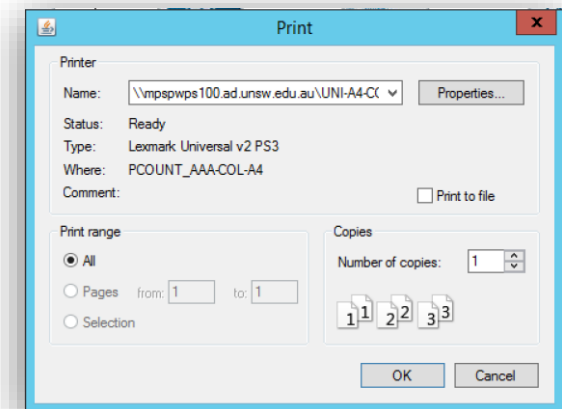 Print
x
Printer
Name: \\mpspwps100.ad.unsw.edu.au\UNI-A4-C( Properties...
Status: Ready
Type: Lexmark Universal v2 PS3
Where: PCOUNT_AAA-COL-A4
Comment: Print to file
Print range
All
Pages from: 1 to: 1
Selection
Copies
Number of copies: 1
1 1 2 2 3 3
OK Cancel